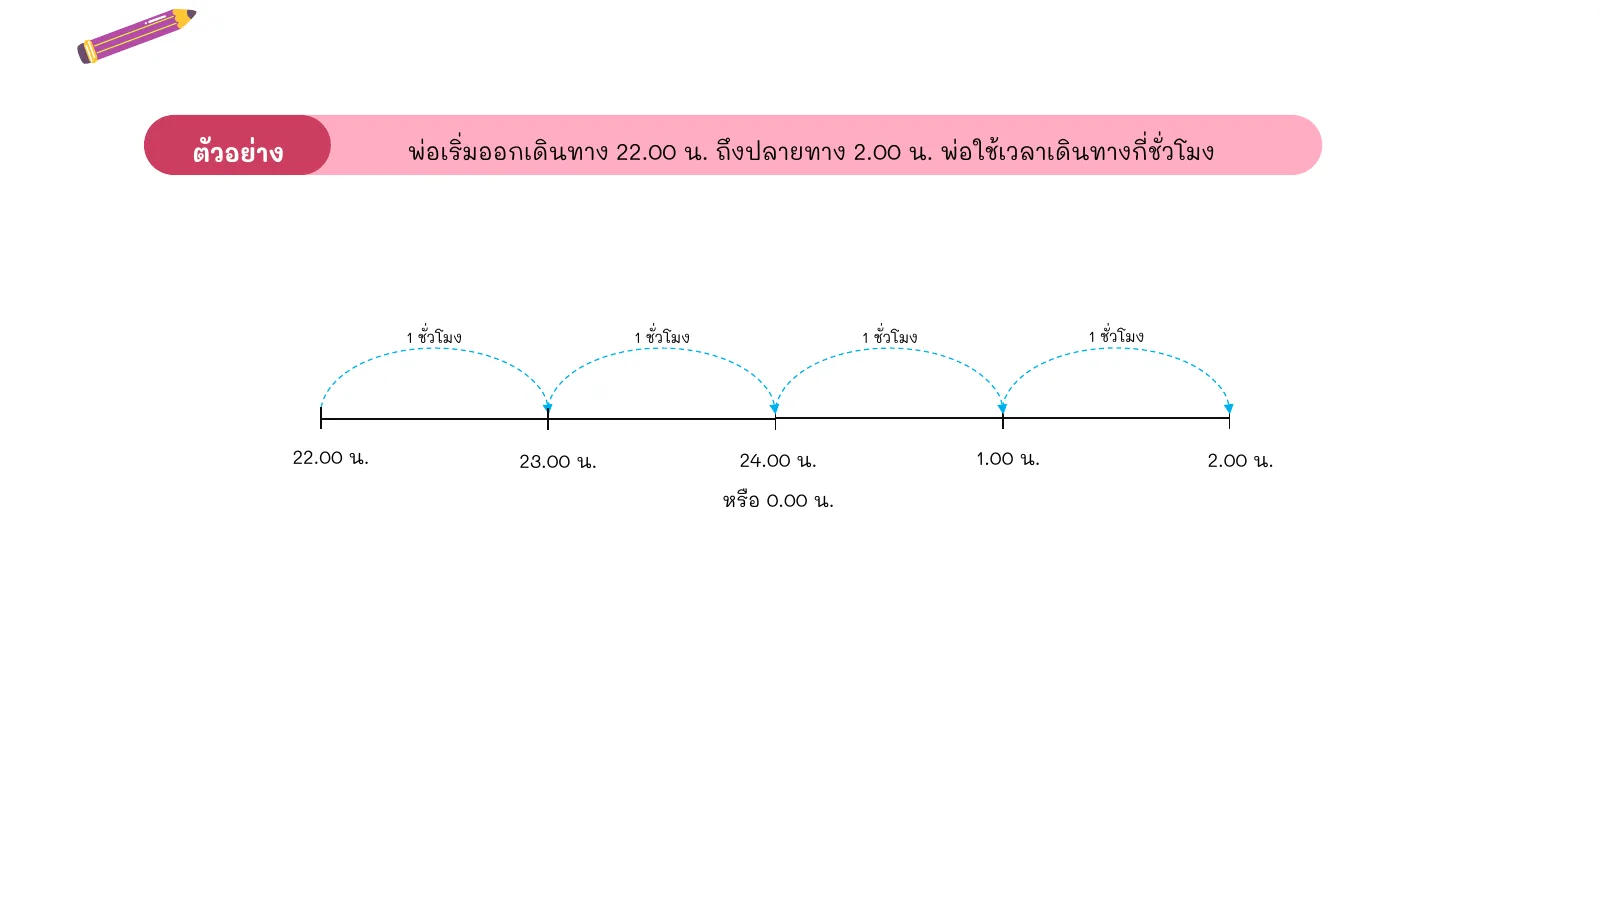 ตัวอย่าง พ่อเริ่มออกเดินทาง 22.00 น. ถึงปลายทาง 2.00 น. พ่อใช้เวลาเดินทางกี่ชั่วโมง
1 ชั่วโมง 1 ชั่วโมง 1 ชั่วโมง 1 ชั่วโมง
22.00 น. 23.00 น. 24.00 น. 1.00 น. 2.00 น.
หรือ 0.00 น.